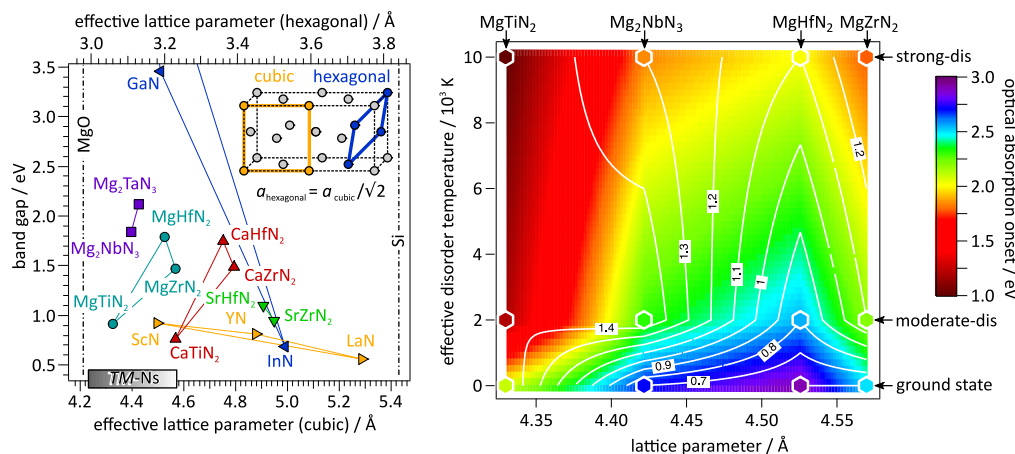 effective lattice parameter (hexagonal) / Å
3.0 3.2 3.4 3.6 3.8
band gap / eV
3.5
3.0
2.5
2.0
1.5
1.0
0.5
MgO
GaN
cubic hexagonal
a hexagonal = a cubic /√2
Si
Mg2TaN3
Mg2NbN3
MgHfN2
MgZrN2
MgTiN2
CaHfN2
CaZrN2
SrHfN2
SrZrN2
YN
ScN
CaTiN2
InN
LaN
TM-Ns
4.2 4.4 4.6 4.8 5.0 5.2 5.4
effective lattice parameter (cubic) / Å
MgTiN2 Mg2NbN3 MgHfN2 MgZrN2
effective disorder temperature / 10³ K
10
8
6
4
2
0
1.2
1.2
1.3
1.1
1
1.4
0.9
0.8
0.7
strong-dis
moderate-dis
ground state
4.35 4.40 4.45 4.50 4.55
lattice parameter / Å
3.0
2.5
2.0
1.5
1.0
optical absorption onset / eV